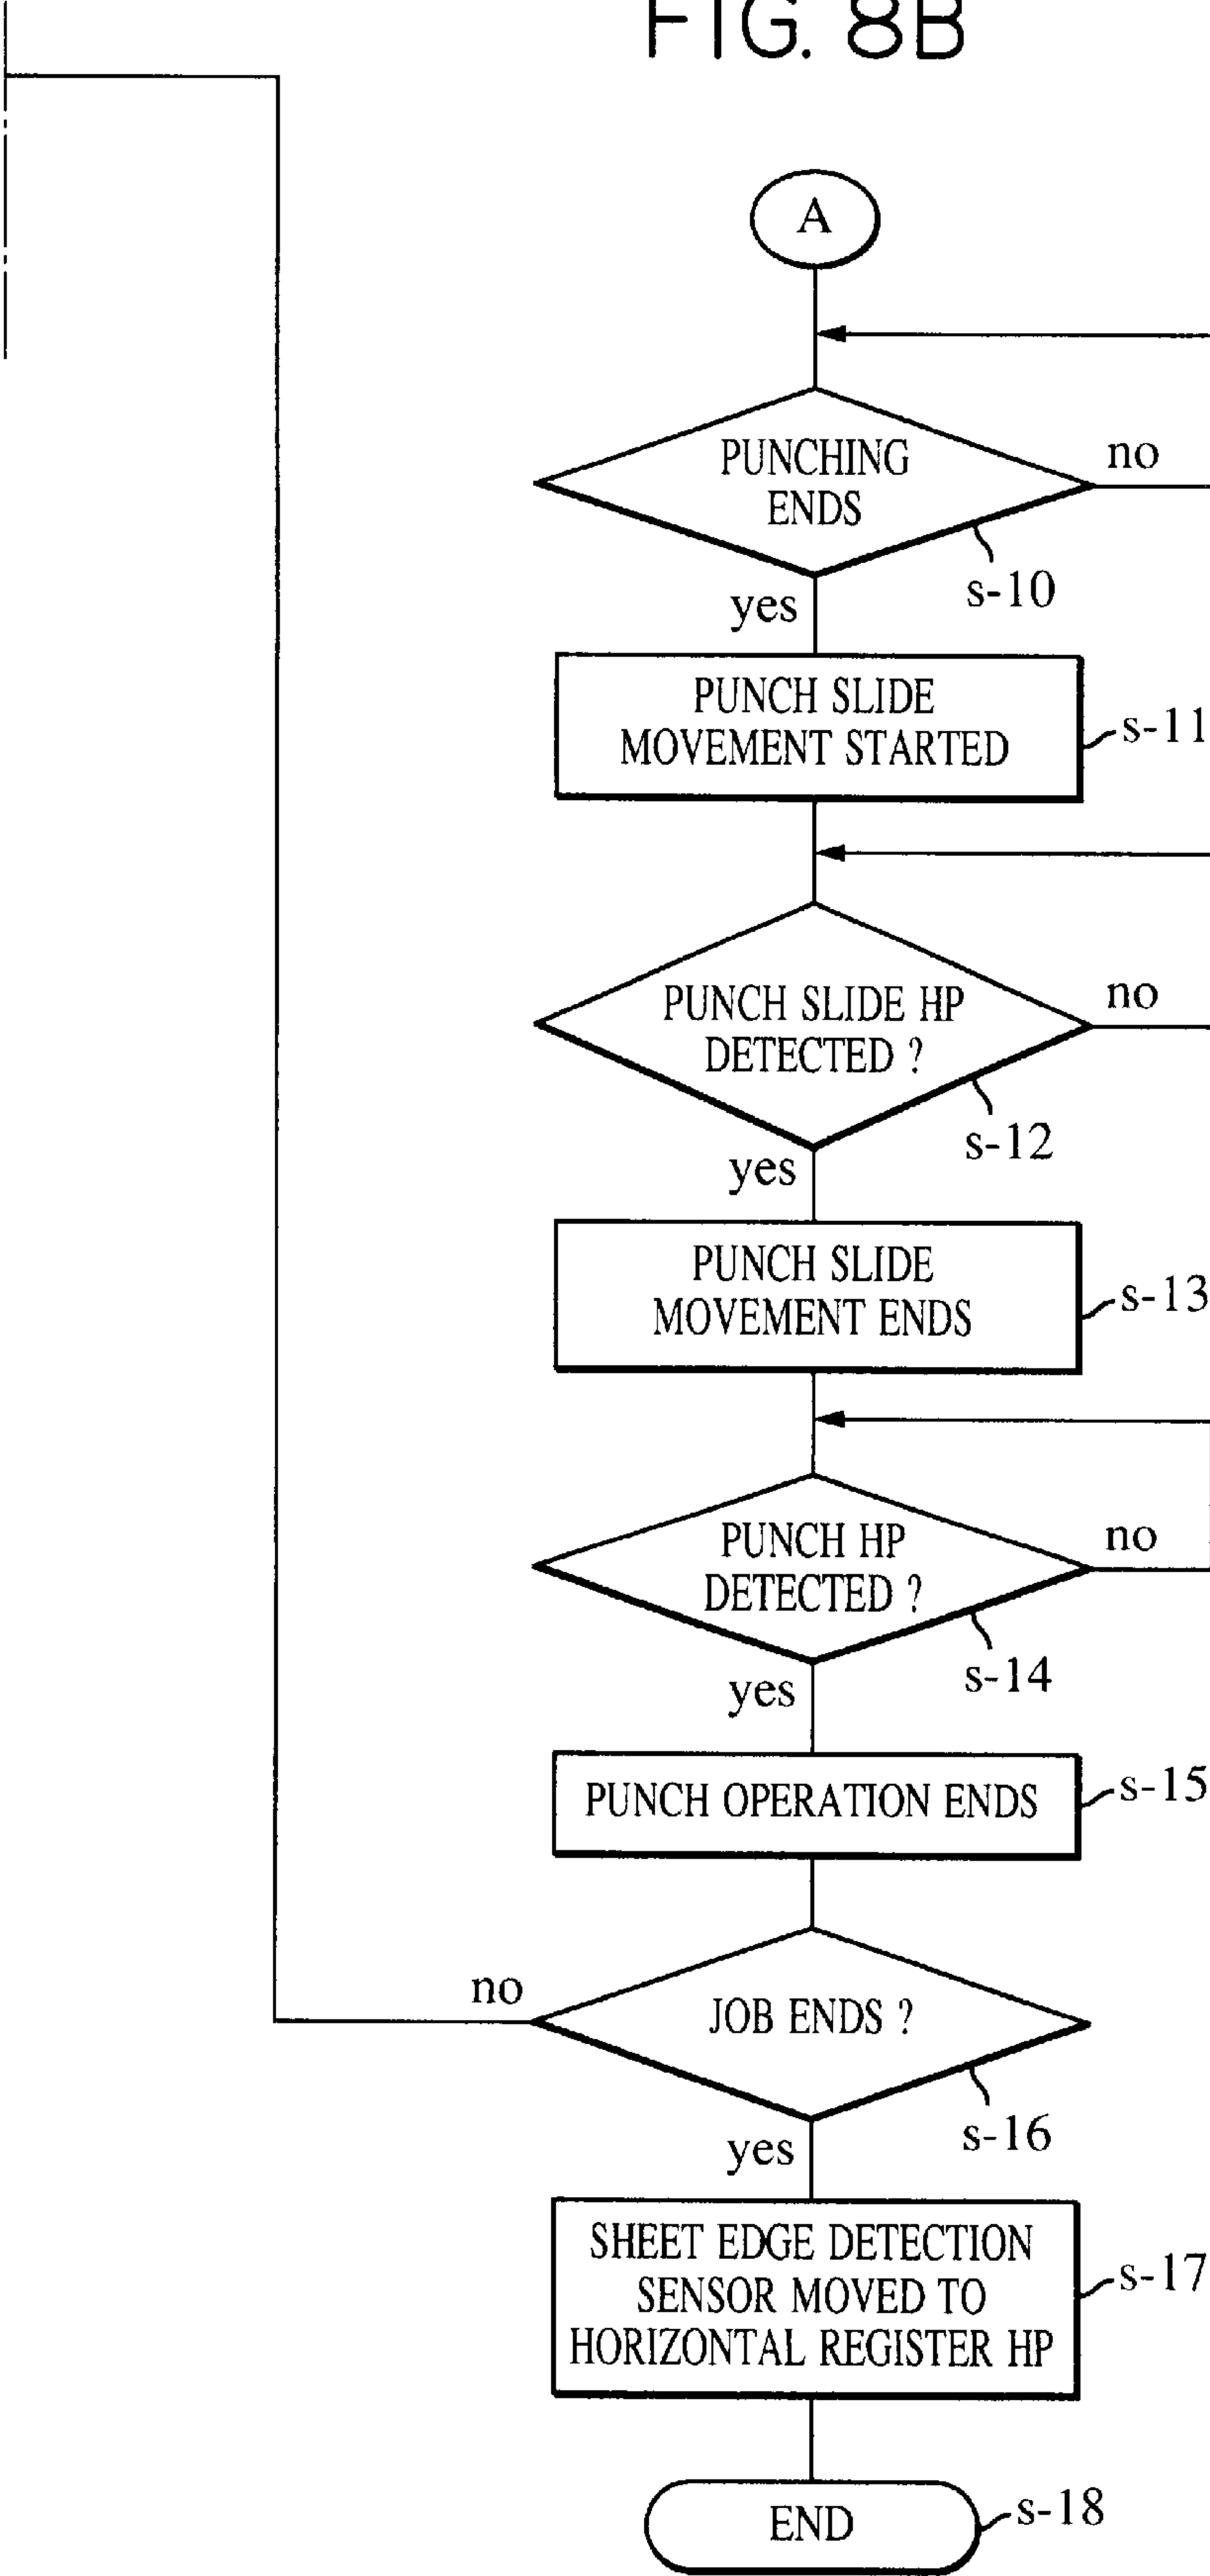 FIG. 8B
A
PUNCHING
ENDS
no
s-10
yes
PUNCH SLIDE
MOVEMENT STARTED
s-11
PUNCH SLIDE HP
DETECTED ?
no
s-12
yes
PUNCH SLIDE
MOVEMENT ENDS
s-13
PUNCH HP
DETECTED ?
no
s-14
yes
PUNCH OPERATION ENDS
s-15
no
JOB ENDS ?
s-16
yes
SHEET EDGE DETECTION
SENSOR MOVED TO
HORIZONTAL REGISTER HP
s-17
END
s-18